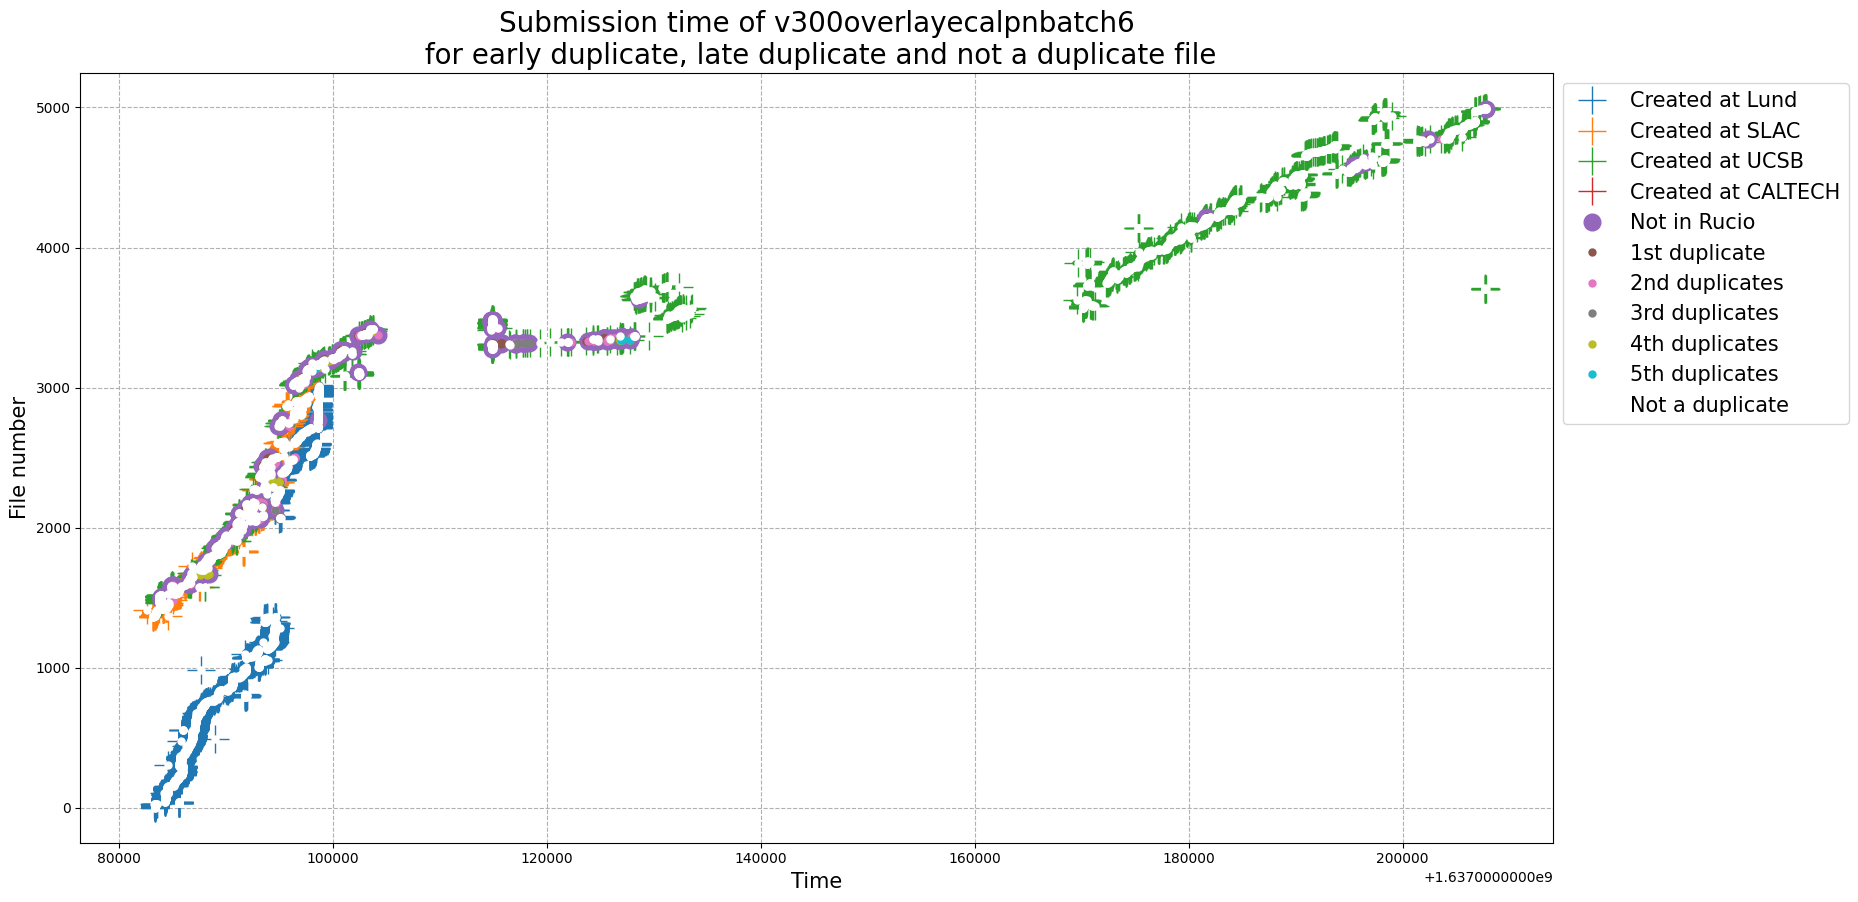 Submission time of v300overlayecalpnbatch6
for early duplicate, late duplicate and not a duplicate file
File number
5000
4000
3000
2000
1000
0
80000
100000
120000
140000
160000
180000
200000
Time
+1.6370000000e9
Created at Lund
Created at SLAC
Created at UCSB
Created at CALTECH
Not in Rucio
1st duplicate
2nd duplicates
3rd duplicates
4th duplicates
5th duplicates
Not a duplicate